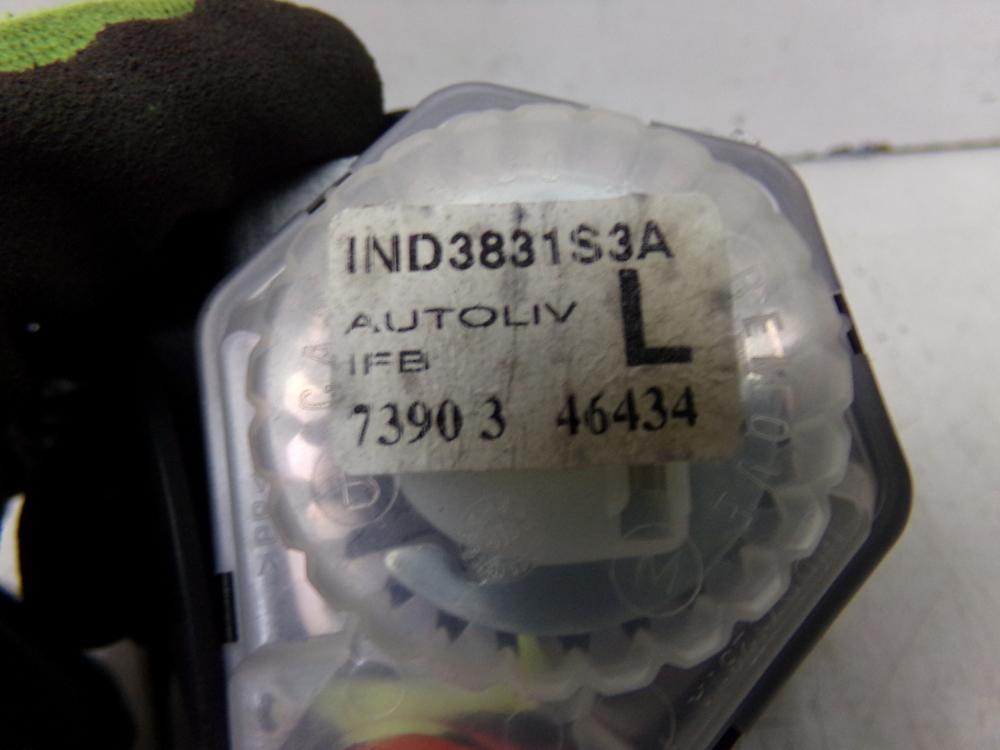 IND3831S3A
AUTOLIV
L
IFB
7390 3 46434